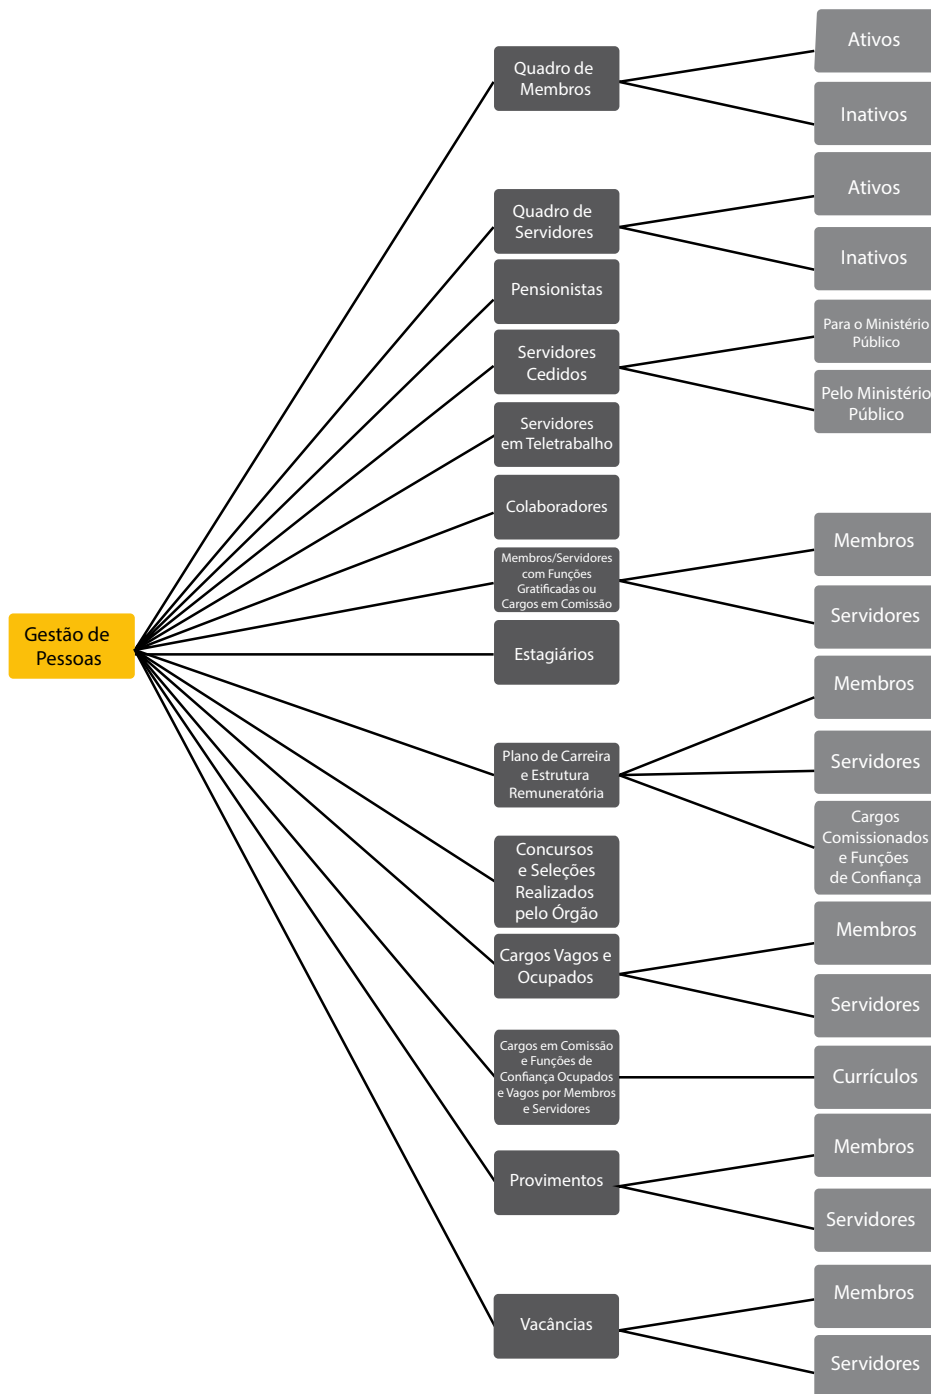 Gestão de
Pessoas
Quadro de
Membros
Ativos
Inativos
Quadro de
Servidores
Ativos
Inativos
Pensionistas
Servidores
Cedidos
Para o Ministério
Público
Pelo Ministério
Público
Servidores
em Teletrabalho
Colaboradores
Membros/Servidores
com Funções
Gratificadas ou
Cargos em Comissão
Membros
Servidores
Estagiários
Plano de Carreira
e Estrutura
Remuneratória
Membros
Servidores
Cargos
Comissionados
e Funções
de Confiança
Concursos
e Seleções
Realizados
pelo Órgão
Cargos Vagos e
Ocupados
Membros
Servidores
Cargos em Comissão
e Funções de
Confiança Ocupados
e Vagos por Membros
e Servidores
Currículos
Provimentos
Membros
Servidores
Vacâncias
Membros
Servidores